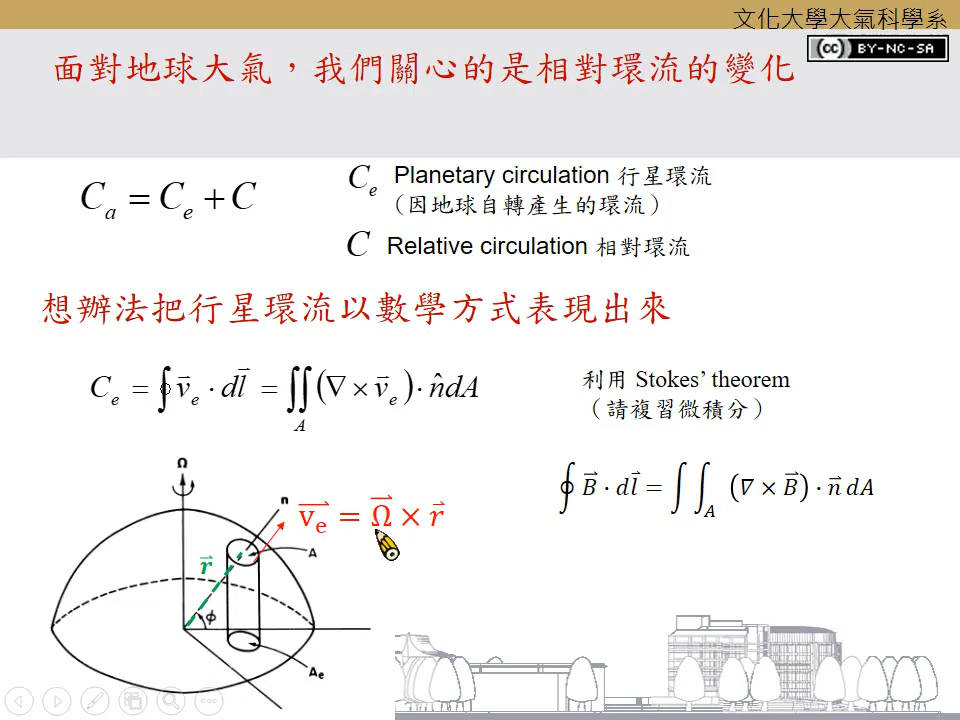 文化大學大氣科學系
cc BY-NC-SA
面對地球大氣，我們關心的是相對環流的變化
C_a = C_e + C
C_e Planetary circulation 行星環流
（因地球自轉產生的環流）
C Relative circulation 相對環流
想辦法把行星環流以數學方式表現出來
C_e = ∮ v⃗_e · dl⃗ = ∬_A (∇ × v⃗_e) · n̂dA
利用 Stokes' theorem
（請複習微積分）
∮ B⃗ · dl⃗ = ∫∫_A (∇ × B⃗) · n⃗ dA
Ω
n
v⃗_e = Ω⃗ × r⃗
A
r⃗
ϕ
A_e